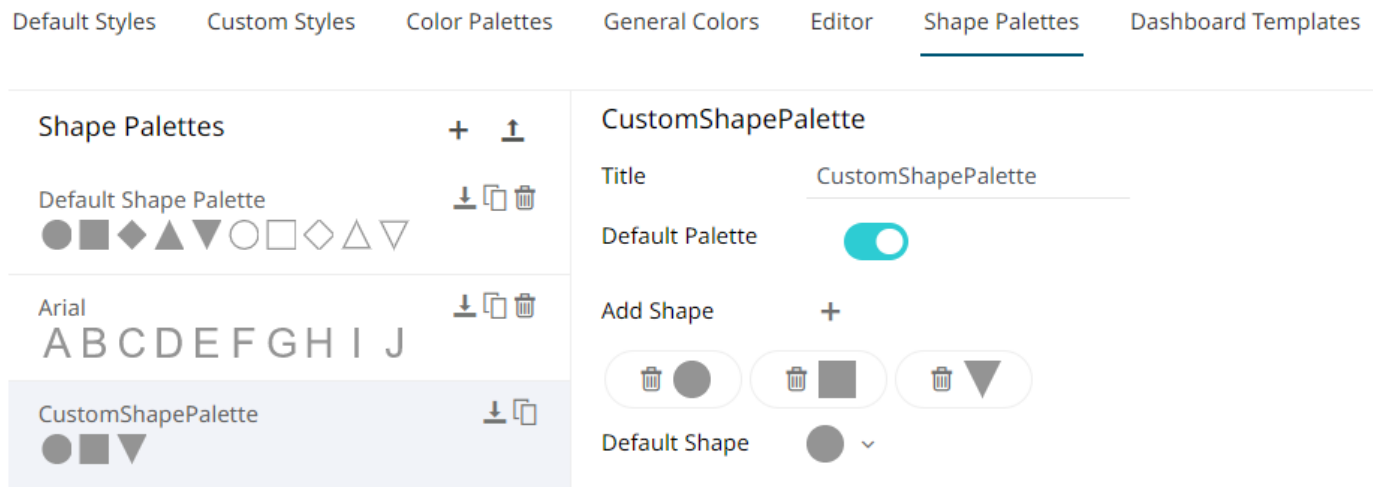 Default Styles Custom Styles Color Palettes General Colors Editor Shape Palettes Dashboard Templates
Shape Palettes
Default Shape Palette
Arial
A B C D E F G H I J
CustomShapePalette
CustomShapePalette
Title CustomShapePalette
Default Palette
Add Shape
Default Shape